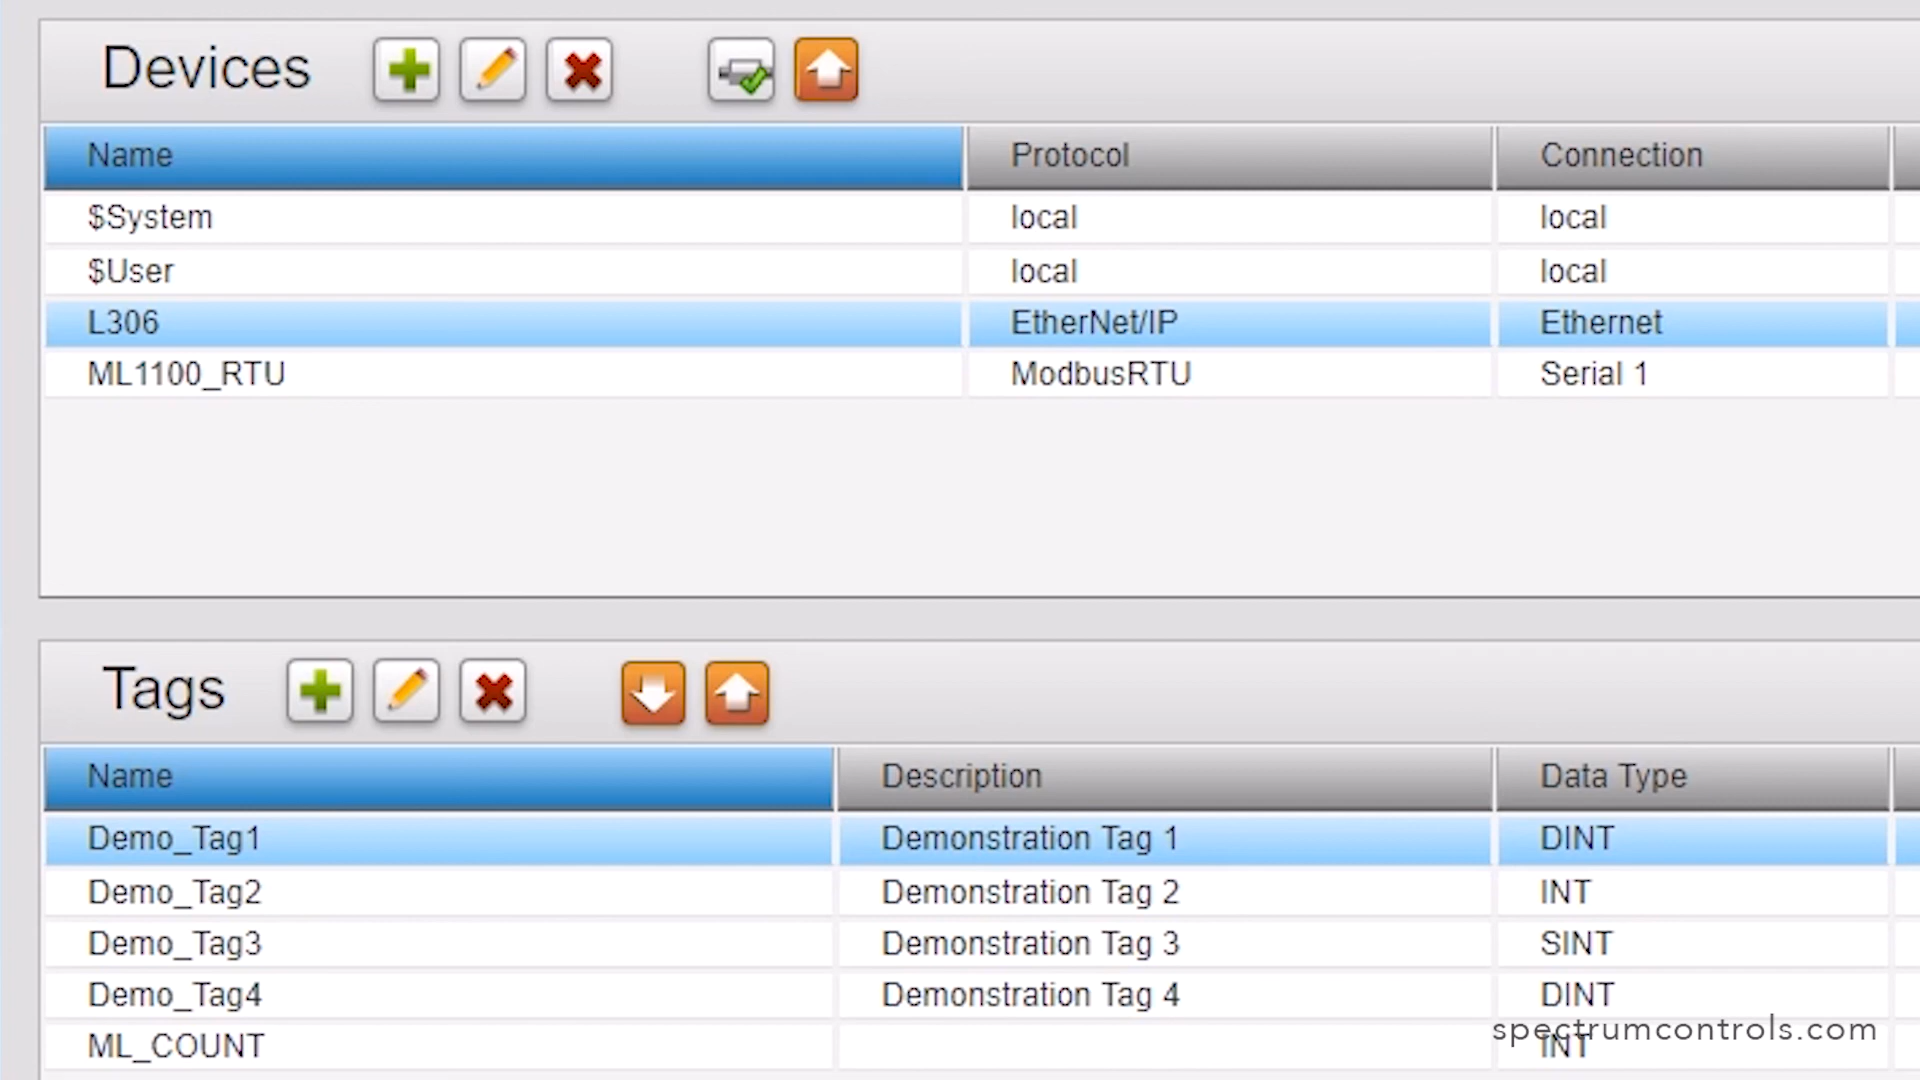 Devices
Name Protocol Connection
$System local local
$User local local
L306 EtherNet/IP Ethernet
ML1100_RTU ModbusRTU Serial 1
Tags
Name Description Data Type
Demo_Tag1 Demonstration Tag 1 DINT
Demo_Tag2 Demonstration Tag 2 INT
Demo_Tag3 Demonstration Tag 3 SINT
Demo_Tag4 Demonstration Tag 4 DINT
spectrumcontrols.com
ML_COUNT INT